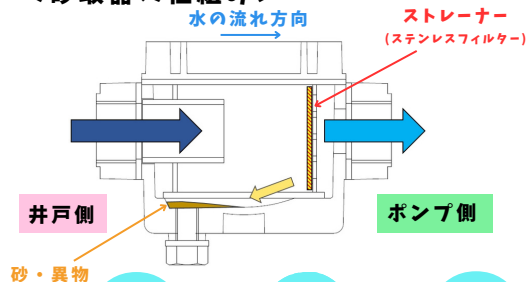 水の流れ方向
ストレーナー
(ステンレスフィルター)
井戸側
ポンプ側
砂・異物